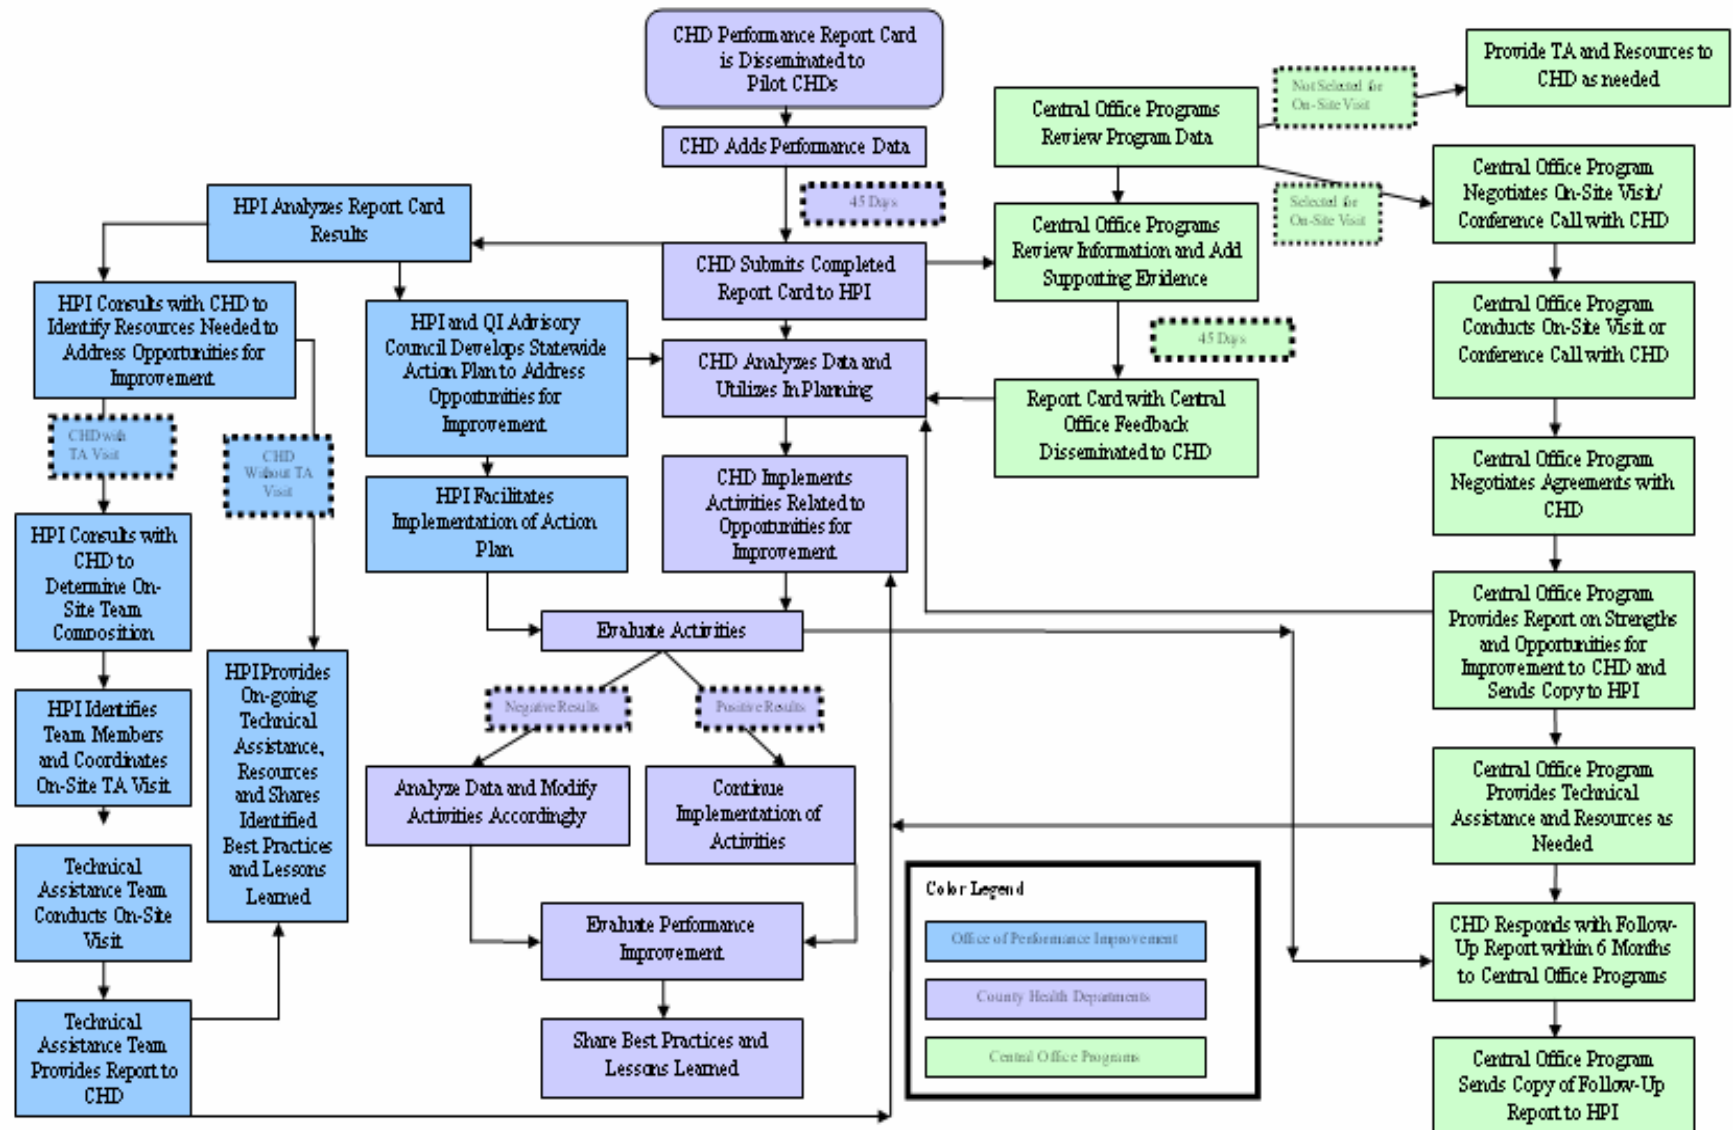 CHD Performance Report Card
is Disseminated to
Pilot CHDs
CHD Adds Performance Data
45 Days
CHD Submits Completed
Report Card to HPI
CHD Analyzes Data and
Utilizes In Planning
CHD Implements
Activities Related to
Opportunities for
Improvement
Evaluate Activities
Negative Results
Positive Results
Analyze Data and Modify
Activities Accordingly
Continue
Implementation of
Activities
Evaluate Performance
Improvement
Share Best Practices and
Lessons Learned
HPI Analyzes Report Card
Results
HPI Consults with CHD to
Identify Resources Needed to
Address Opportunities for
Improvement
CHD with
TA Visit
CHD
Without TA
Visit
HPI Consults with
CHD to
Determine On-
Site Team
Composition
HPI Identifies
Team Members
and Coordinates
On-Site TA Visit
Technical
Assistance Team
Conducts On-Site
Visit
Technical
Assistance Team
Provides Report to
CHD
HPI Provides
On-going
Technical
Assistance,
Resources
and Shares
Identified
Best Practices
and Lessons
Learned
HPI and QI Advisory
Council Develops Statewide
Action Plan to Address
Opportunities for
Improvement
HPI Facilitates
Implementation of Action
Plan
Central Office Programs
Review Program Data
Central Office Programs
Review Information and Add
Supporting Evidence
45 Days
Report Card with Central
Office Feedback
Disseminated to CHD
Not Selected for
On-Site Visit
Selected for
On-Site Visit
Provide TA and Resources to
CHD as needed
Central Office Program
Negotiates On-Site Visit/
Conference Call with CHD
Central Office Program
Conducts On-Site Visit or
Conference Call with CHD
Central Office Program
Negotiates Agreements with
CHD
Central Office Program
Provides Report on Strengths
and Opportunities for
Improvement to CHD and
Sends Copy to HPI
Central Office Program
Provides Technical
Assistance and Resources as
Needed
CHD Responds with Follow-
Up Report within 6 Months
to Central Office Programs
Central Office Program
Sends Copy of Follow-Up
Report to HPI
Color Legend
Office of Performance Improvement
County Health Departments
Central Office Programs